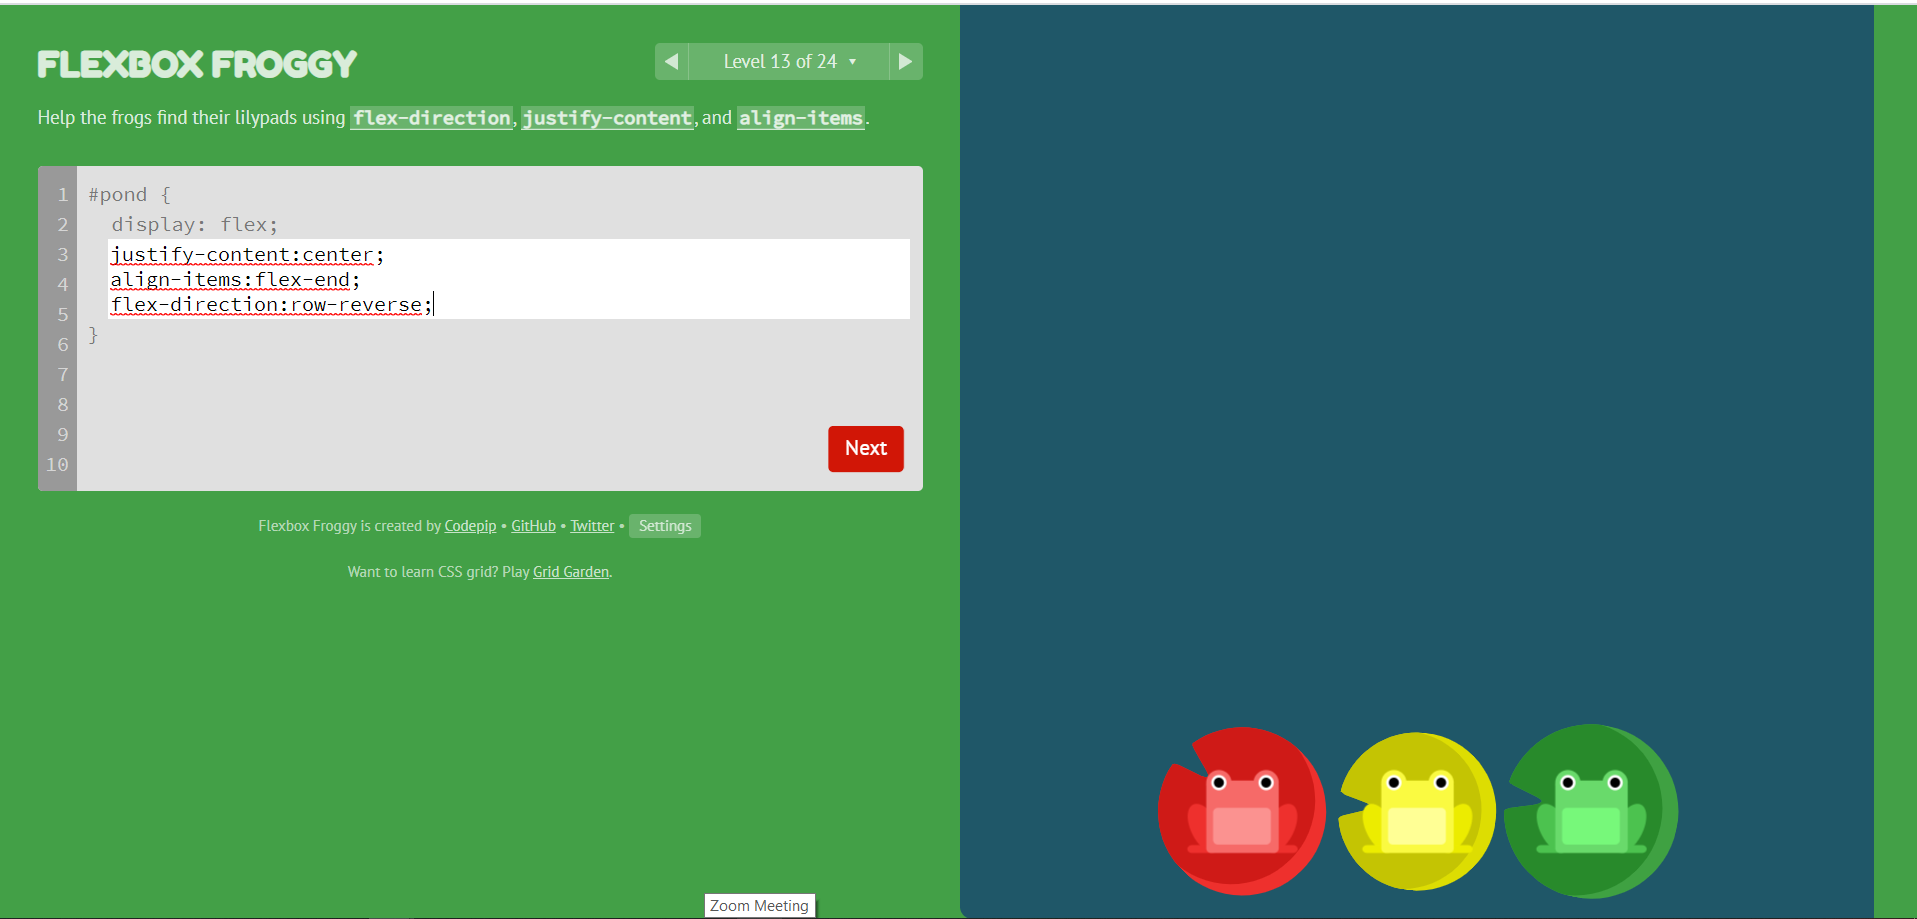 FLEXBOX FROGGY
◀ Level 13 of 24 ▼ ▶
Help the frogs find their lilypads using flex-direction, justify-content, and align-items.
1 #pond {
2 display: flex;
3 justify-content:center;
4 align-items:flex-end;
5 flex-direction:row-reverse;
6 }
7
8
9
10
Next
Flexbox Froggy is created by Codepip • GitHub • Twitter • Settings
Want to learn CSS grid? Play Grid Garden.
Zoom Meeting